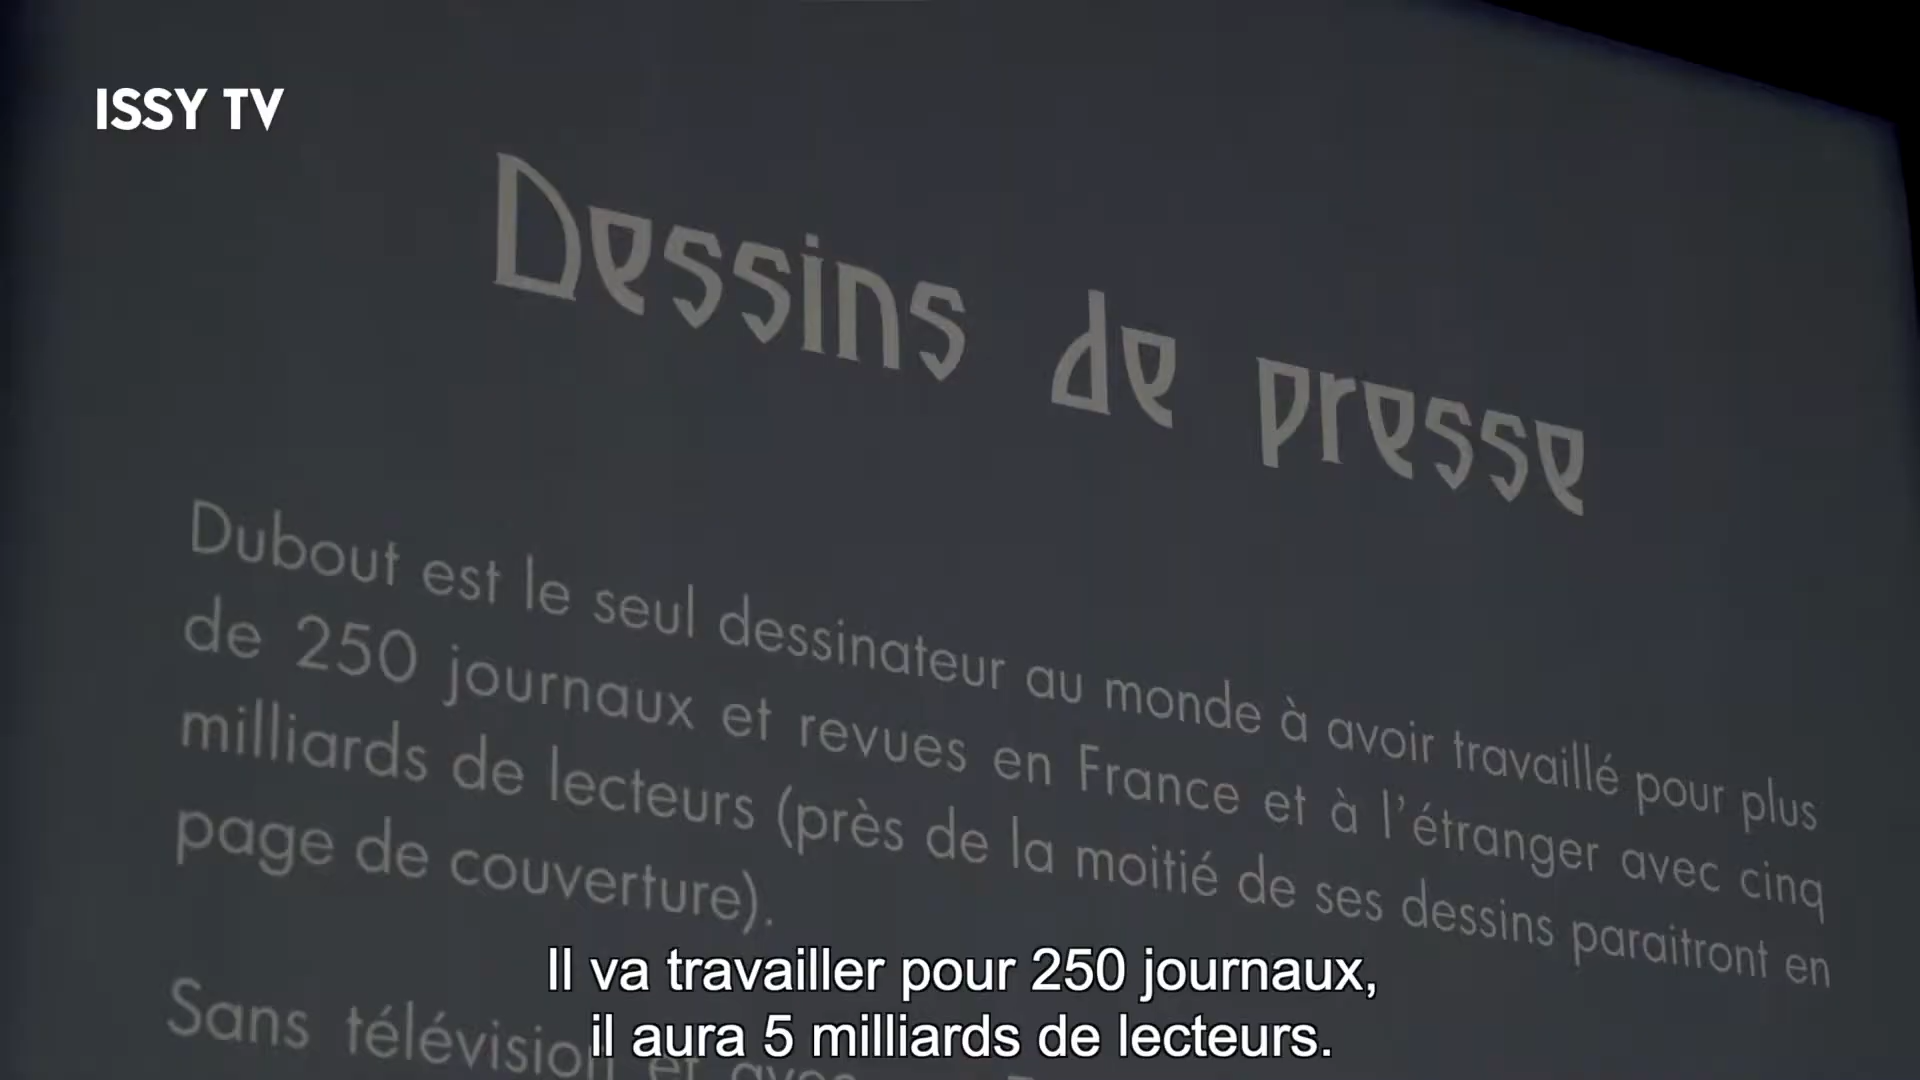 ISSY TV
Dessins de presse
Dubout est le seul dessinateur au monde à avoir travaillé pour plus
de 250 journaux et revues en France et à l'étranger avec cinq
milliards de lecteurs (près de la moitié de ses dessins paraitront en
page de couverture).
Sans télévision et
Il va travailler pour 250 journaux,
il aura 5 milliards de lecteurs.